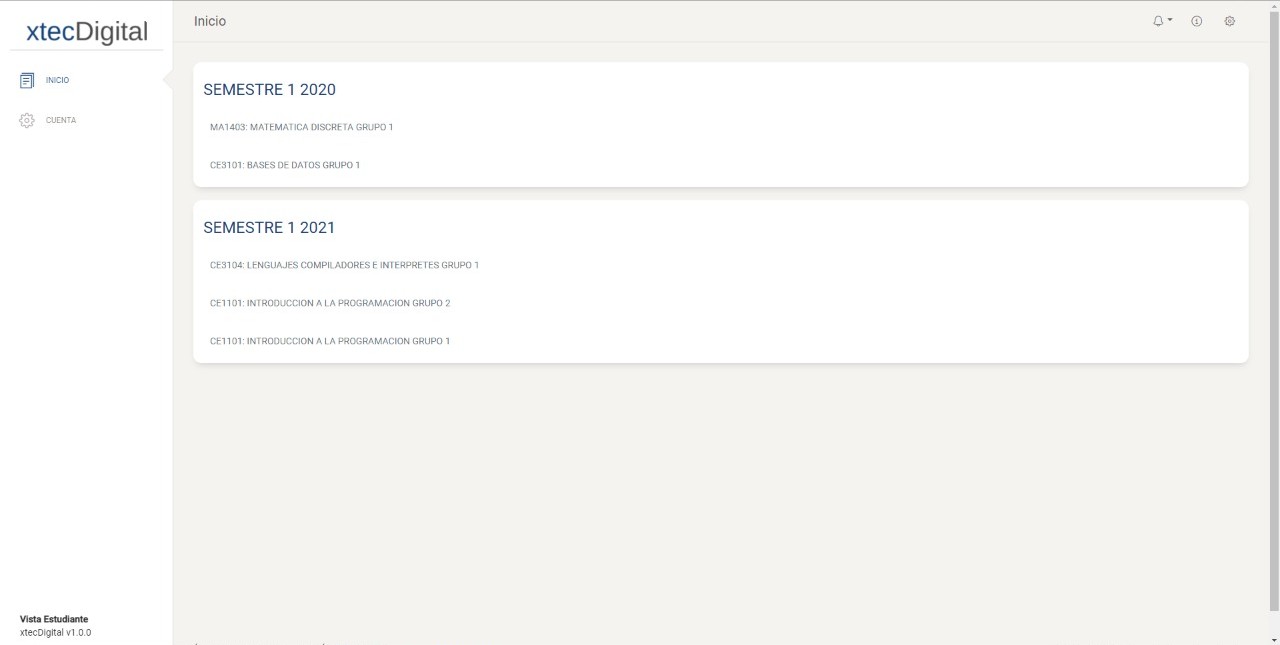 xtecDigital
Inicio
INICIO
CUENTA
SEMESTRE 1 2020
MA1403: MATEMATICA DISCRETA GRUPO 1
CE3101: BASES DE DATOS GRUPO 1
SEMESTRE 1 2021
CE3104: LENGUAJES COMPILADORES E INTERPRETES GRUPO 1
CE1101: INTRODUCCION A LA PROGRAMACION GRUPO 2
CE1101: INTRODUCCION A LA PROGRAMACION GRUPO 1
Vista Estudiante
xtecDigital v1.0.0